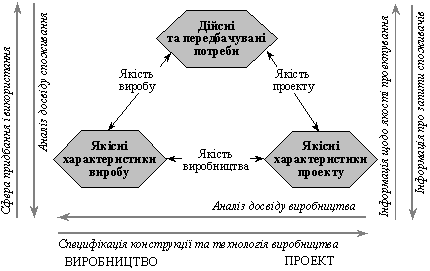 Дійсні
та передбачувані
потреби
Якість
виробу
Якість
проекту
Якісні
характеристики
виробу
Якість
виробництва
Якісні
характеристики
проекту
Сфера придбання і використання
Аналіз досвіду споживання
Інформація щодо якості проектування
Інформація про запити споживачів
Аналіз досвіду виробництва
Специфікація конструкції та технологія виробництва
ВИРОБНИЦТВО
ПРОЕКТ